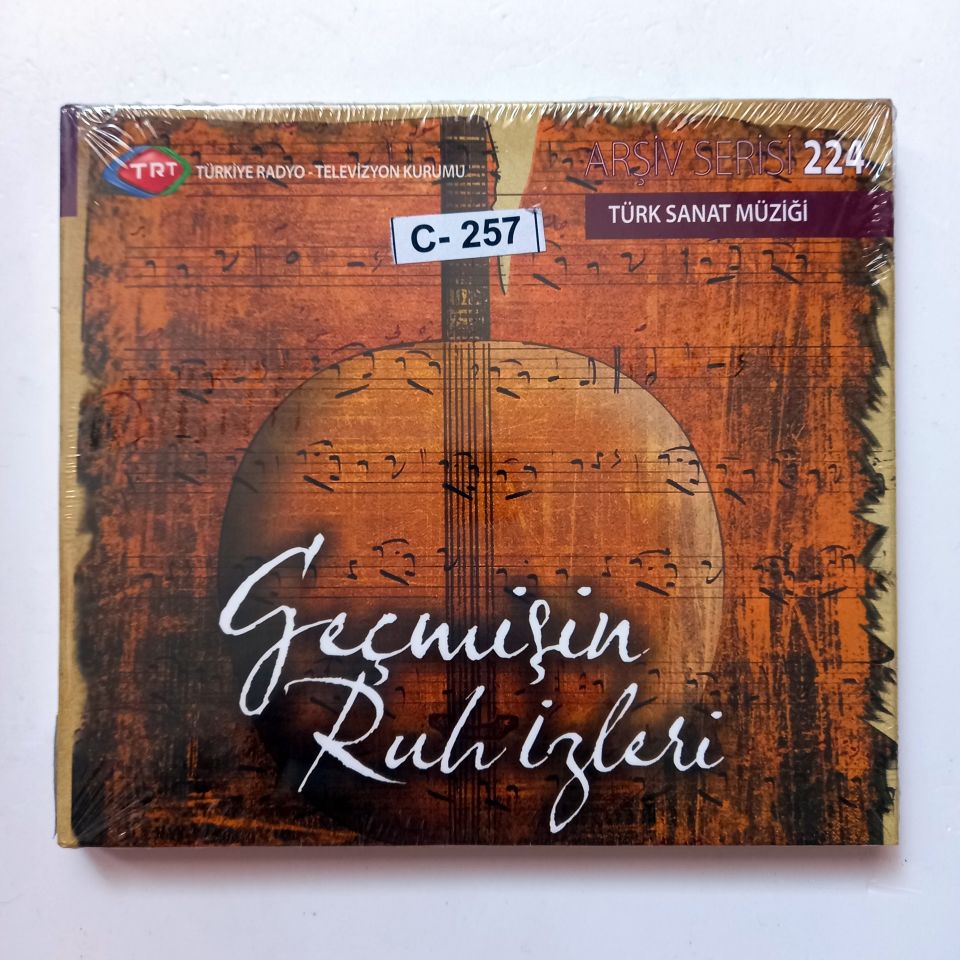 TRT
TÜRKİYE RADYO - TELEVİZYON KURUMU
ARŞİV SERİSİ 224
TÜRK SANAT MÜZİĞİ
C- 257
Geçmişin
Ruh izleri